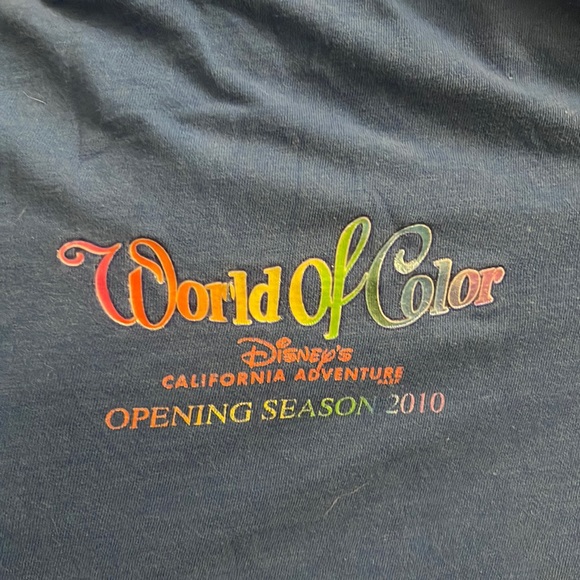 World Of Color
Disney's
CALIFORNIA ADVENTURE
OPENING SEASON 2010